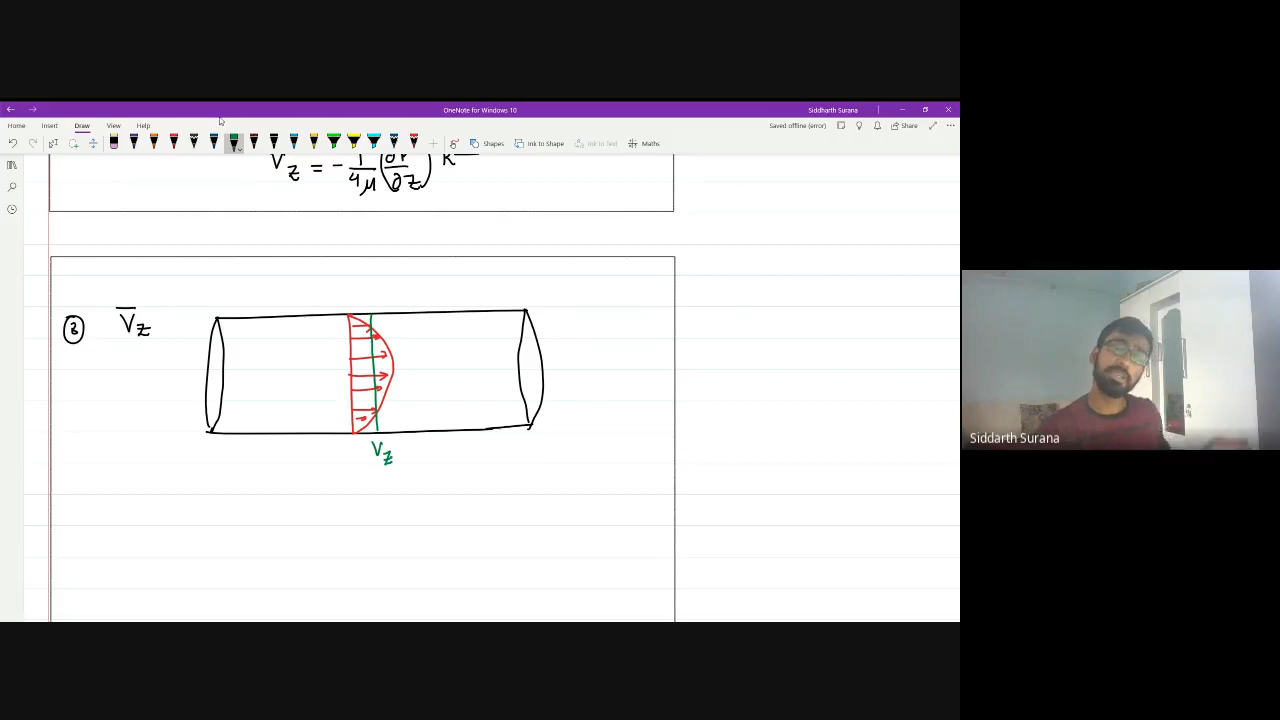 OneNote for Windows 10
Siddharth Surana
Home Insert Draw View Help
Saved offline (error)
Share
Shapes
Ink to Shape
Ink to Text
Maths
V_z = - 1/4μ (∂P/∂z) R
③ V̅_z
V_z
Siddarth Surana